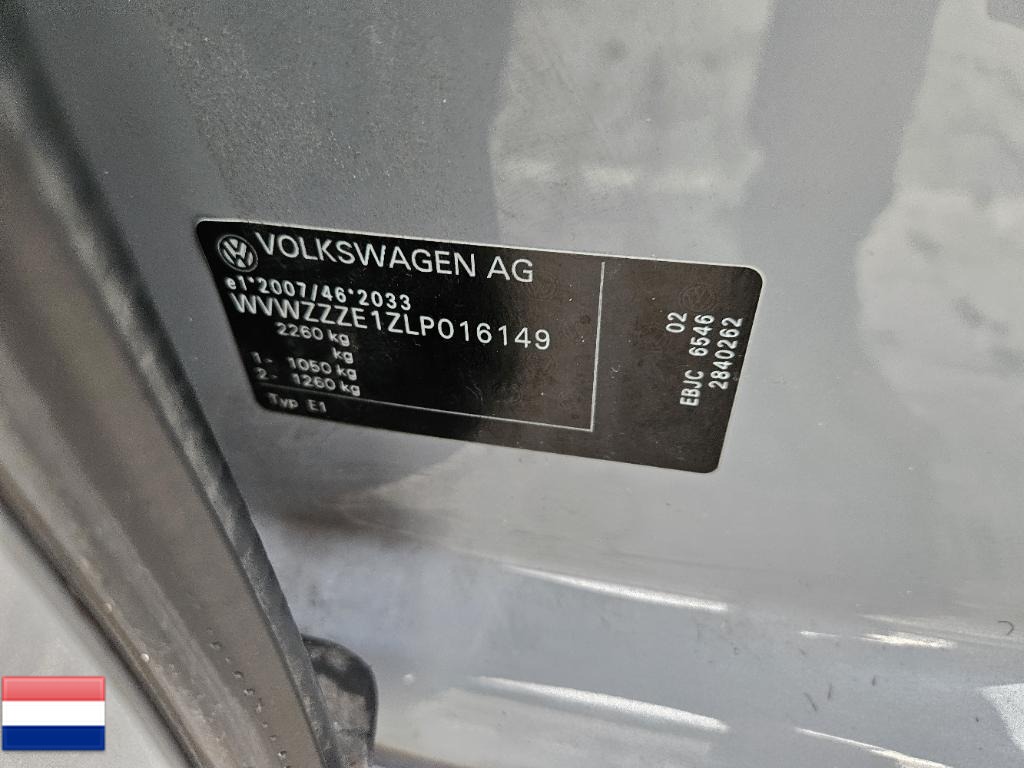 VOLKSWAGEN AG
e1*2007/46*2033
WVWZZZE1ZLP016149
2260 kg
kg
1.- 1050 kg
2.- 1260 kg
Typ E1
02
EBJC 6546
2840262